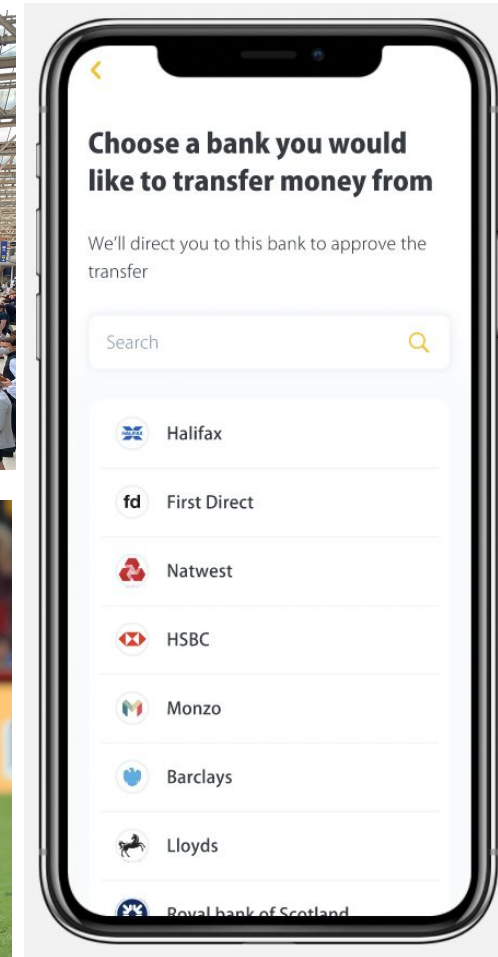 Choose a bank you would
like to transfer money from
We'll direct you to this bank to approve the
transfer
Search
HALIFAX
Halifax
fd
First Direct
Natwest
HSBC
Monzo
Barclays
Lloyds
Royal bank of Scotland